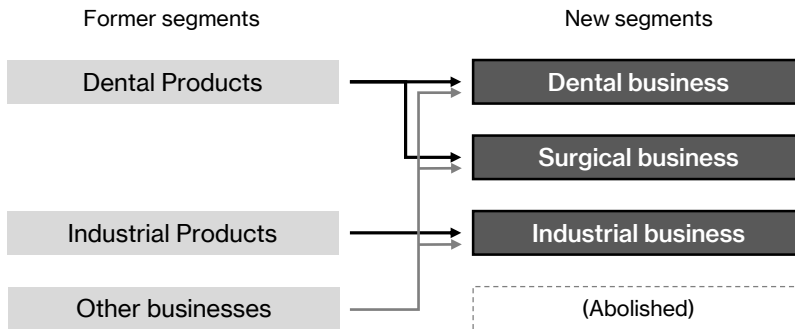 Former segments
New segments
Dental Products
Dental business
Surgical business
Industrial Products
Industrial business
Other businesses
(Abolished)